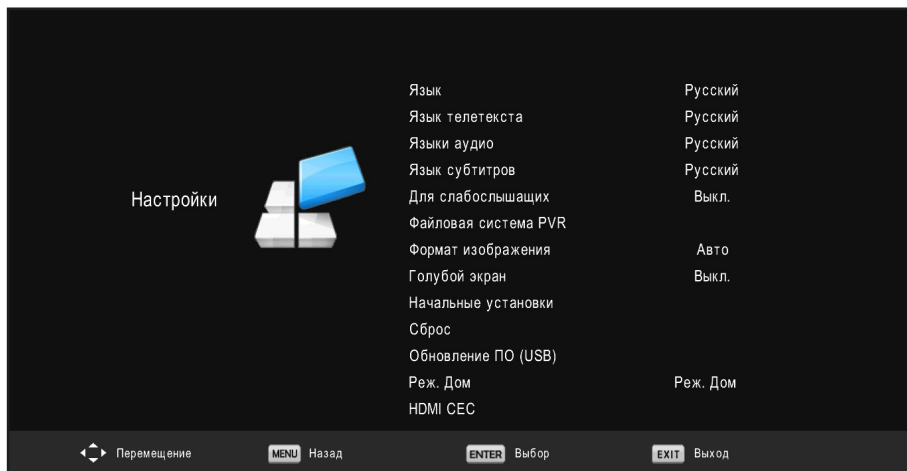 Язык Русский
Язык телетекста Русский
Языки аудио Русский
Язык субтитров Русский
Настройки
Для слабослышащих Выкл.
Файловая система PVR
Формат изображения Авто
Голубой экран Выкл.
Начальные установки
Сброс
Обновление ПО (USB)
Реж. Дом Реж. Дом
HDMI CEC
Перемещение MENU Назад ENTER Выбор EXIT Выход